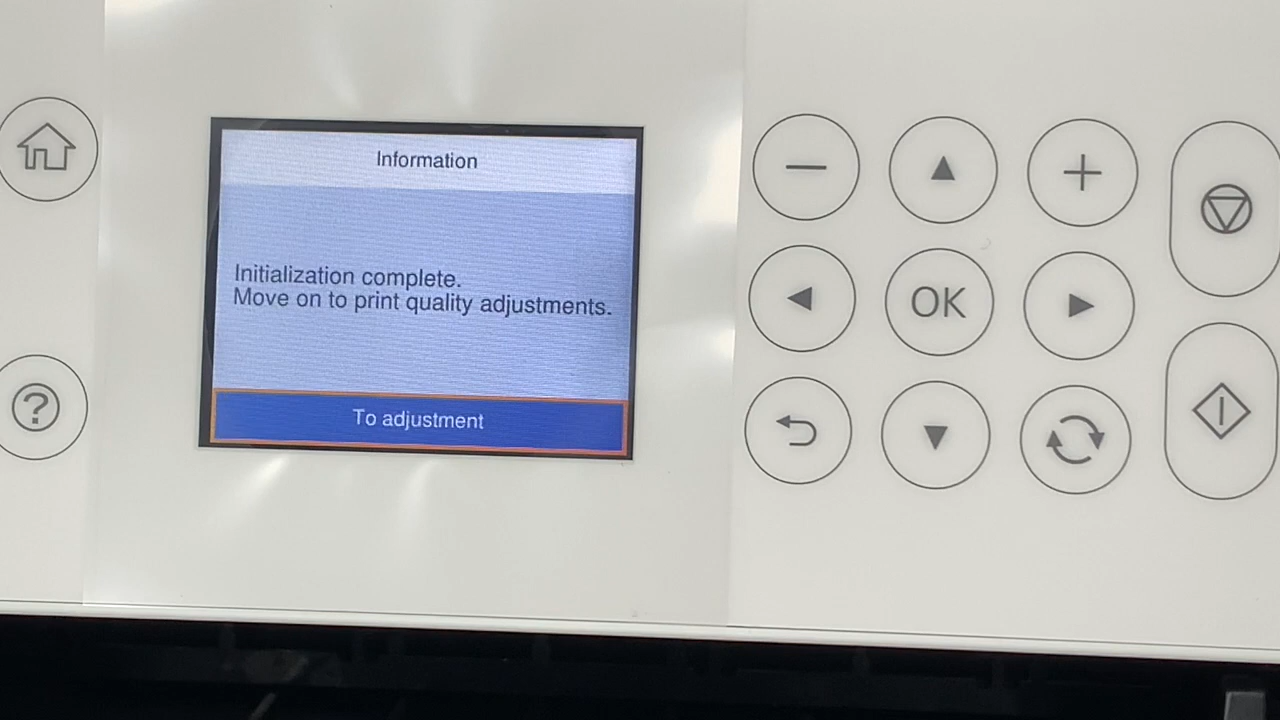 Information
Initialization complete.
Move on to print quality adjustments.
To adjustment
OK